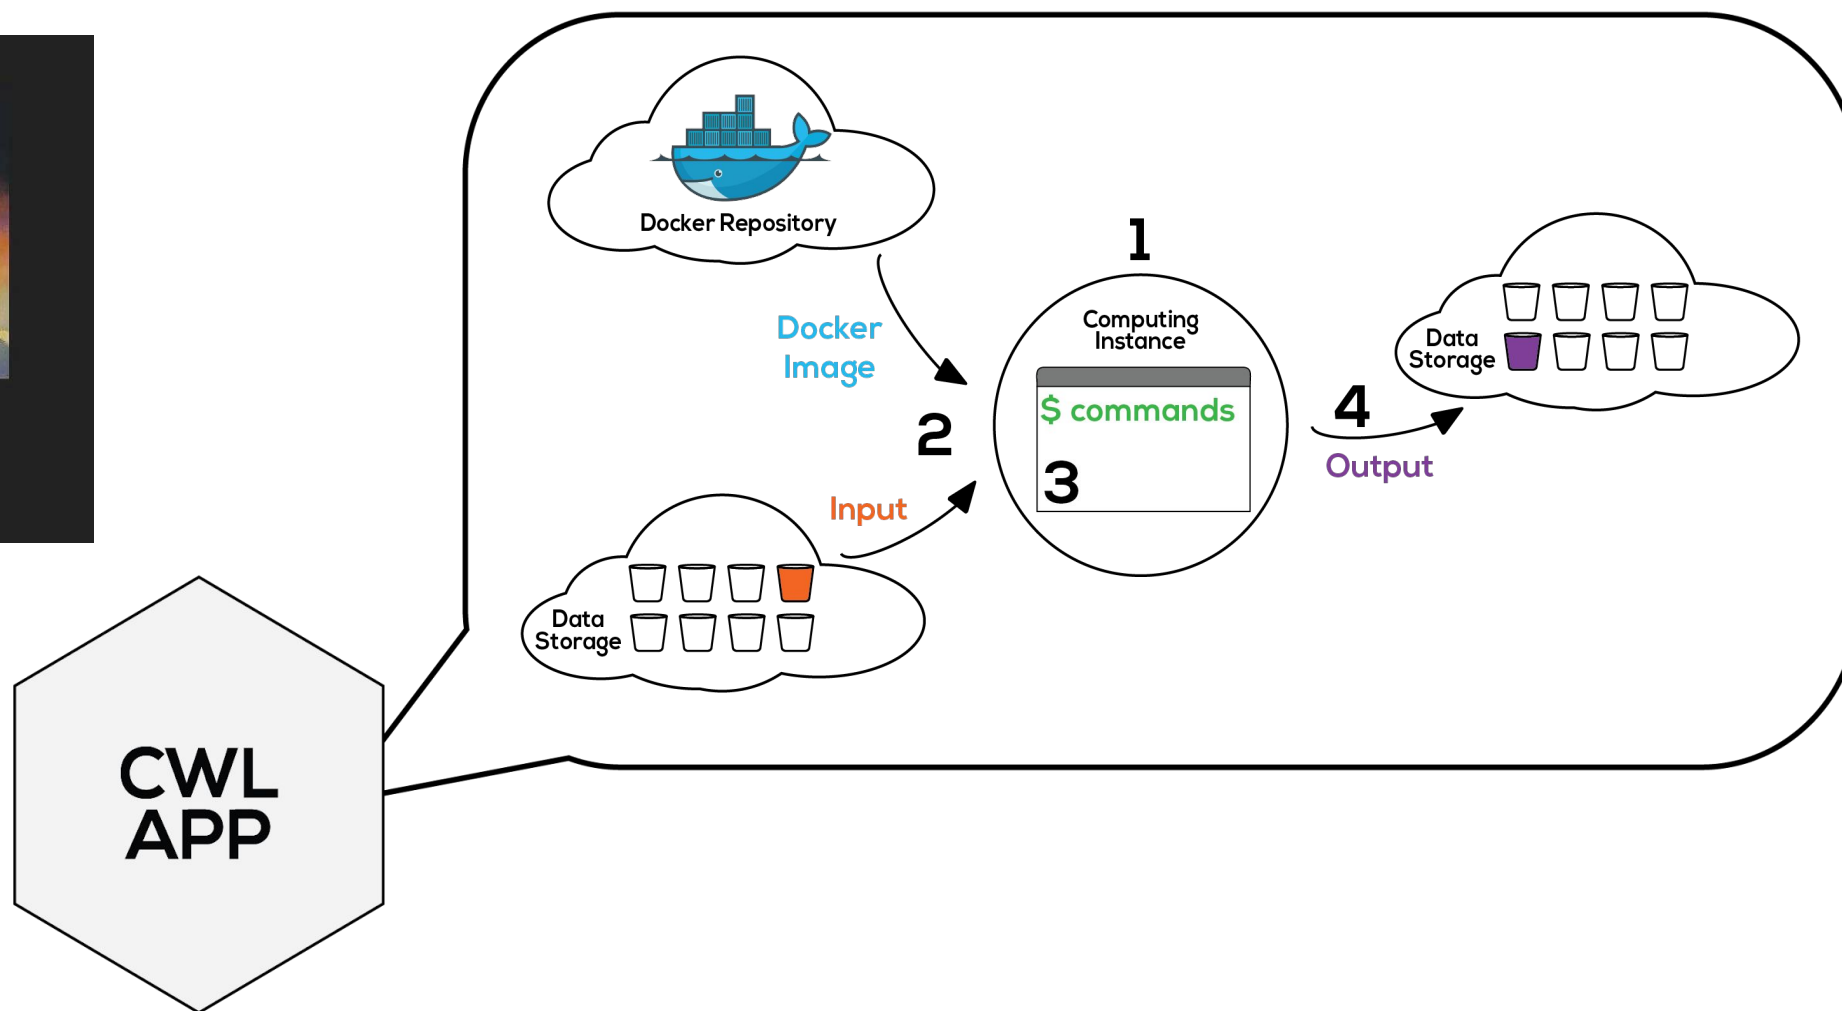 Docker Repository
1
Computing
Instance
Docker
Image
$ commands
2
3
Input
Data
Storage
4
Output
Data
Storage
CWL
APP